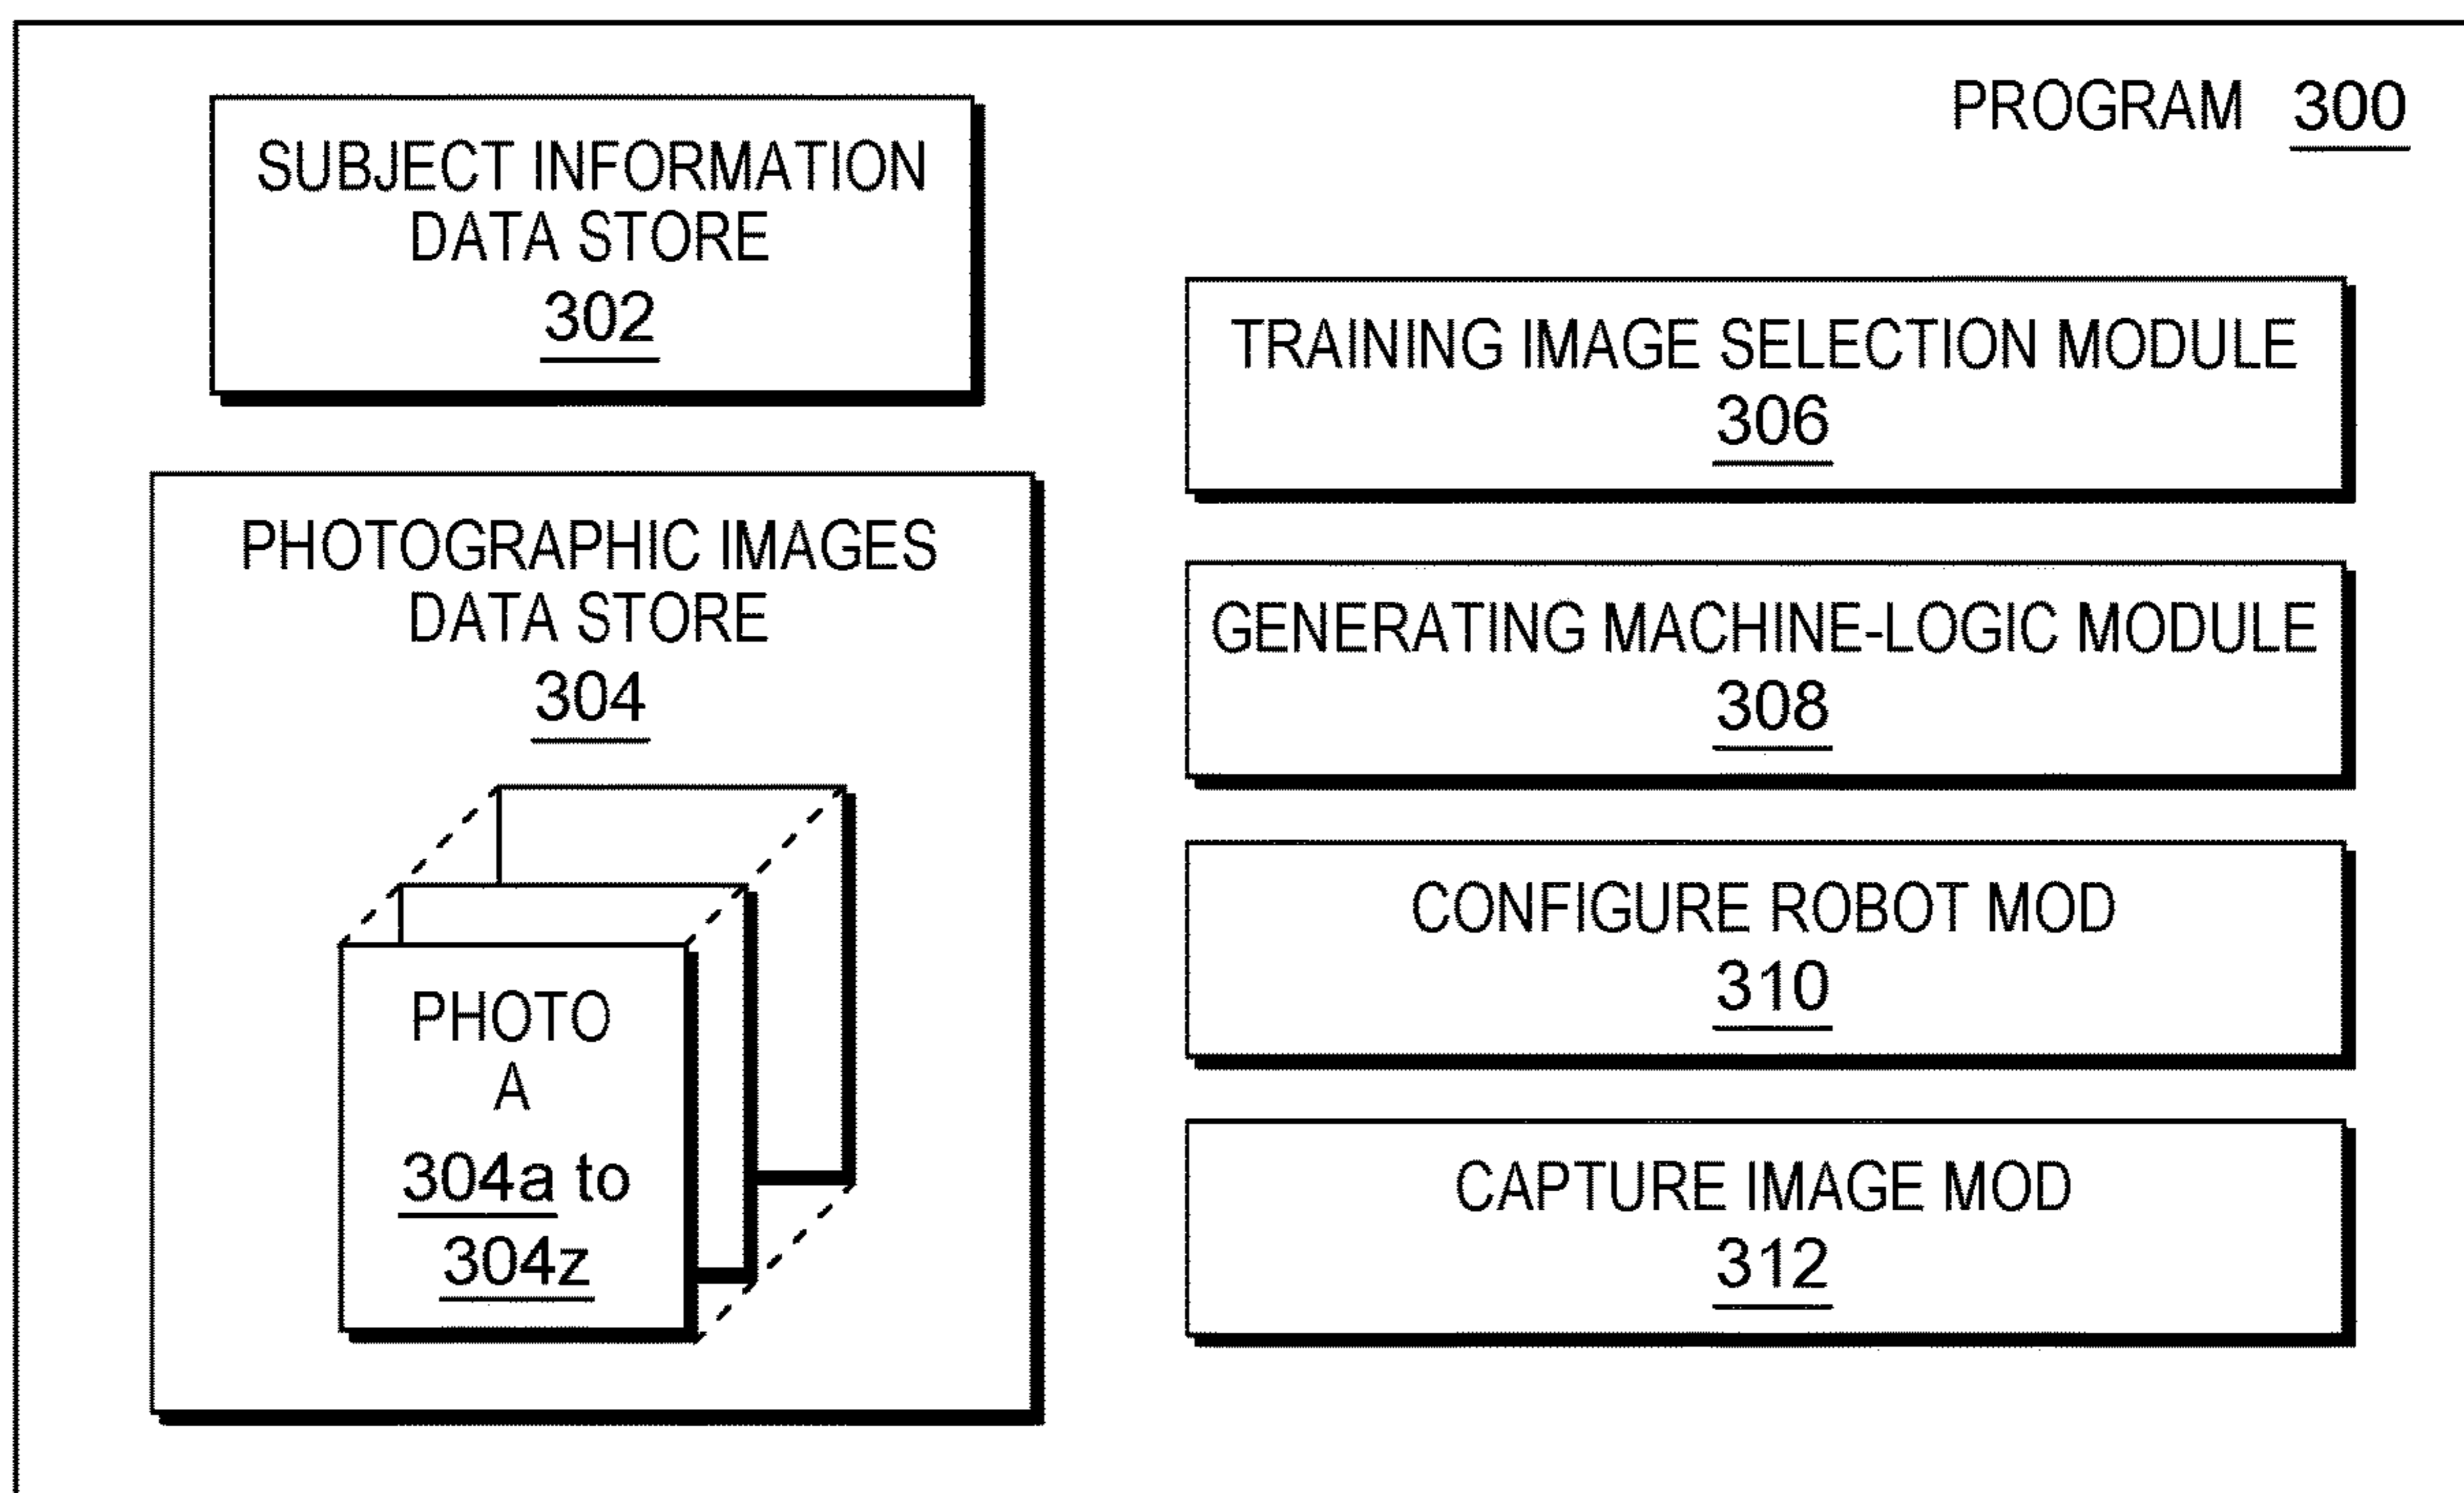 PROGRAM 300
SUBJECT INFORMATION
DATA STORE
302
PHOTOGRAPHIC IMAGES
DATA STORE
304
PHOTO
A
304a to
304z
TRAINING IMAGE SELECTION MODULE
306
GENERATING MACHINE-LOGIC MODULE
308
CONFIGURE ROBOT MOD
310
CAPTURE IMAGE MOD
312